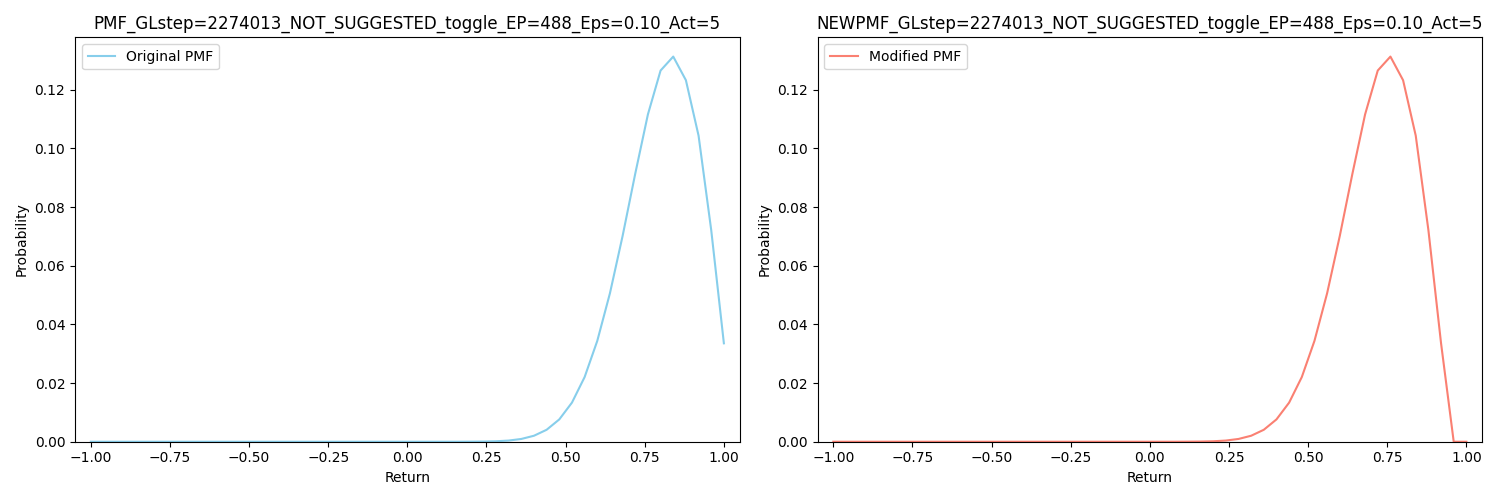 PMF_GLstep=2274013_NOT_SUGGESTED_toggle_EP=488_Eps=0.10_Act=5
Original PMF
Probability
0.12
0.10
0.08
0.06
0.04
0.02
0.00
−1.00 −0.75 −0.50 −0.25 0.00 0.25 0.50 0.75 1.00
Return
NEWPMF_GLstep=2274013_NOT_SUGGESTED_toggle_EP=488_Eps=0.10_Act=5
Modified PMF
Probability
0.12
0.10
0.08
0.06
0.04
0.02
0.00
−1.00 −0.75 −0.50 −0.25 0.00 0.25 0.50 0.75 1.00
Return